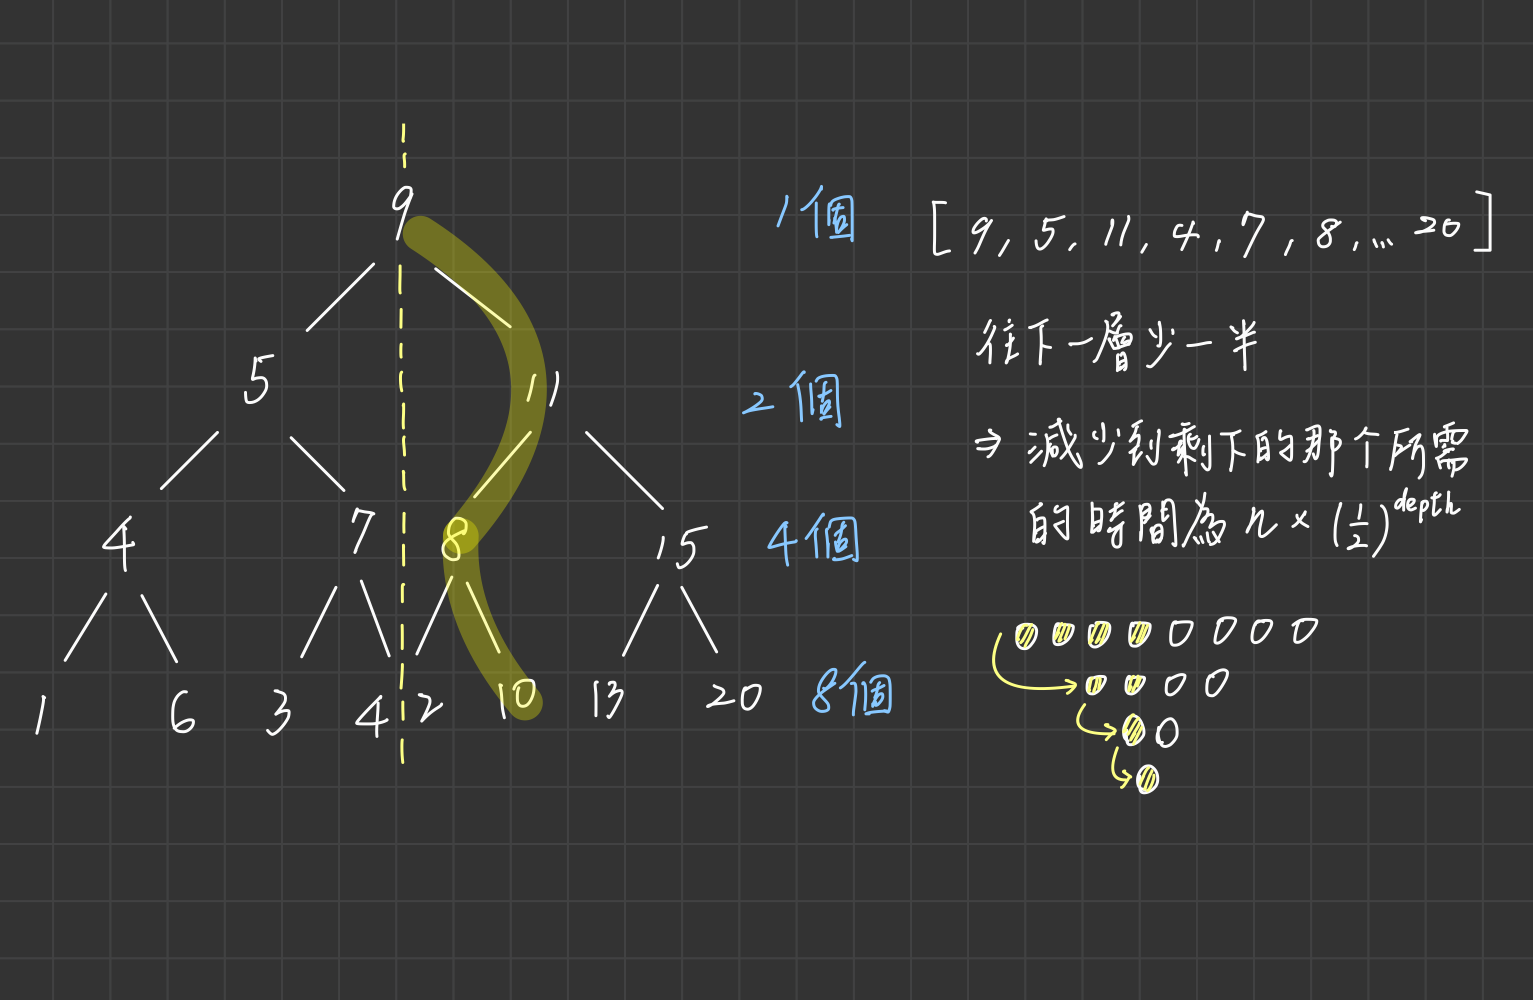 9
1個
[ 9, 5, 11, 4, 7, 8, ... 20 ]
5 11
2個
往下一層少一半
⇒ 減少到剩下的那个所需
的時間為 n × (1/2)^depth
4 7 8 15
4個
1 6 3 4 2 10 13 20
8個